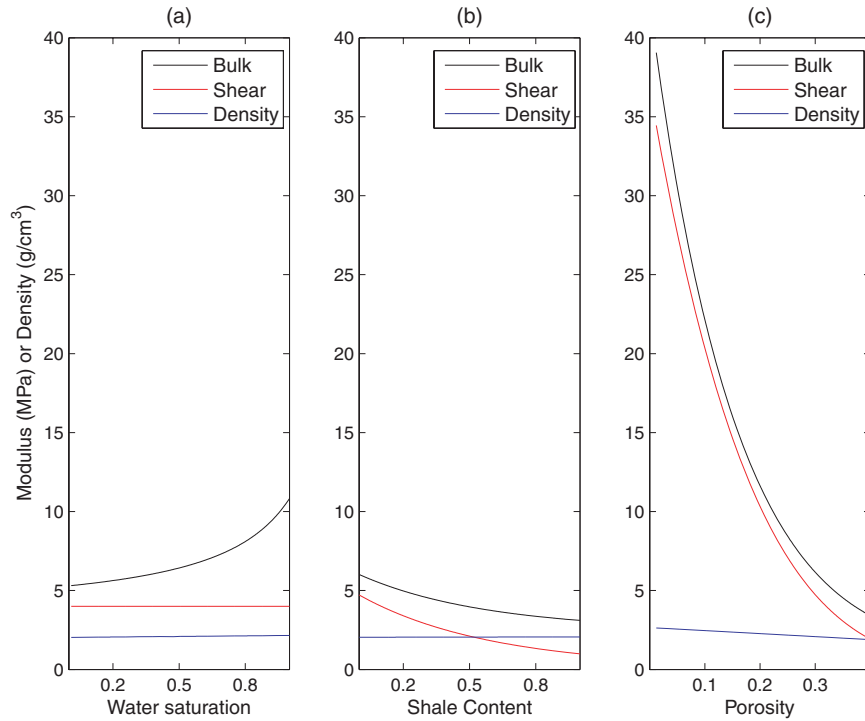 (a)
(b)
(c)
Modulus (MPa) or Density (g/cm³)
40
35
30
25
20
15
10
5
0
Bulk
Shear
Density
0.2
0.5
0.8
Water saturation
40
35
30
25
20
15
10
5
0
Bulk
Shear
Density
0.2
0.5
0.8
Shale Content
40
35
30
25
20
15
10
5
0
Bulk
Shear
Density
0.1
0.2
0.3
Porosity